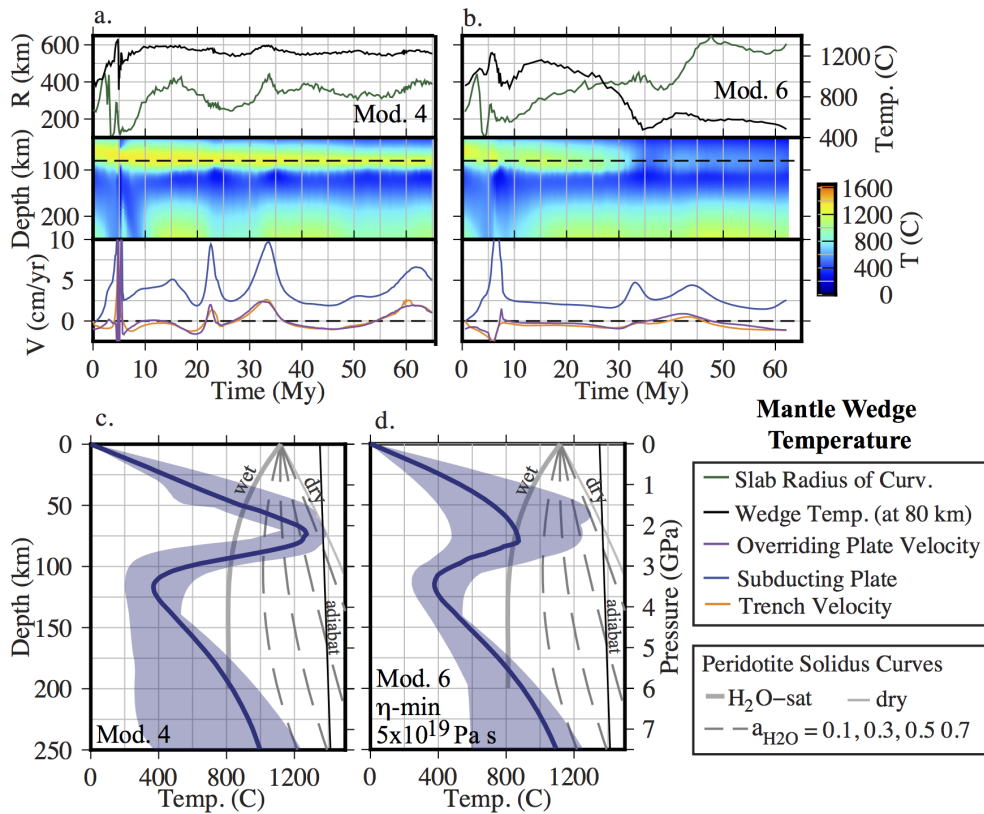 a.
b.
R (km)
600
400
200
Mod. 4
Mod. 6
1200
800
400
Temp. (C)
Depth (km)
100
200
1600
1200
800
400
0
T (C)
V (cm/yr)
10
5
0
0 10 20 30 40 50 60
Time (My)
0 10 20 30 40 50 60
Time (My)
c.
d.
Depth (km)
0
50
100
150
200
250
wet
dry
adiabat
Mod. 4
400 800 1200
Temp. (C)
wet
dry
adiabat
Mod. 6
η-min
5x10¹⁹ Pa s
400 800 1200
Temp. (C)
0
1
2
3
4
5
6
7
Pressure (GPa)
Mantle Wedge
Temperature
Slab Radius of Curv.
Wedge Temp. (at 80 km)
Overriding Plate Velocity
Subducting Plate
Trench Velocity
Peridotite Solidus Curves
H₂O−sat dry
a_H2O = 0.1, 0.3, 0.5 0.7